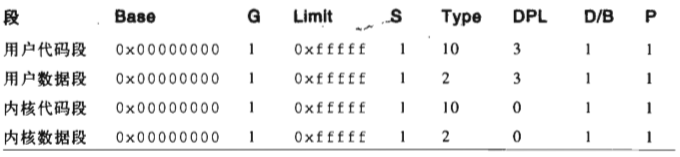 段 Base G Limit S Type DPL D/B P
用户代码段 0x00000000 1 0xfffff 1 10 3 1 1
用户数据段 0x00000000 1 0xfffff 1 2 3 1 1
内核代码段 0x00000000 1 0xfffff 1 10 0 1 1
内核数据段 0x00000000 1 0xfffff 1 2 0 1 1